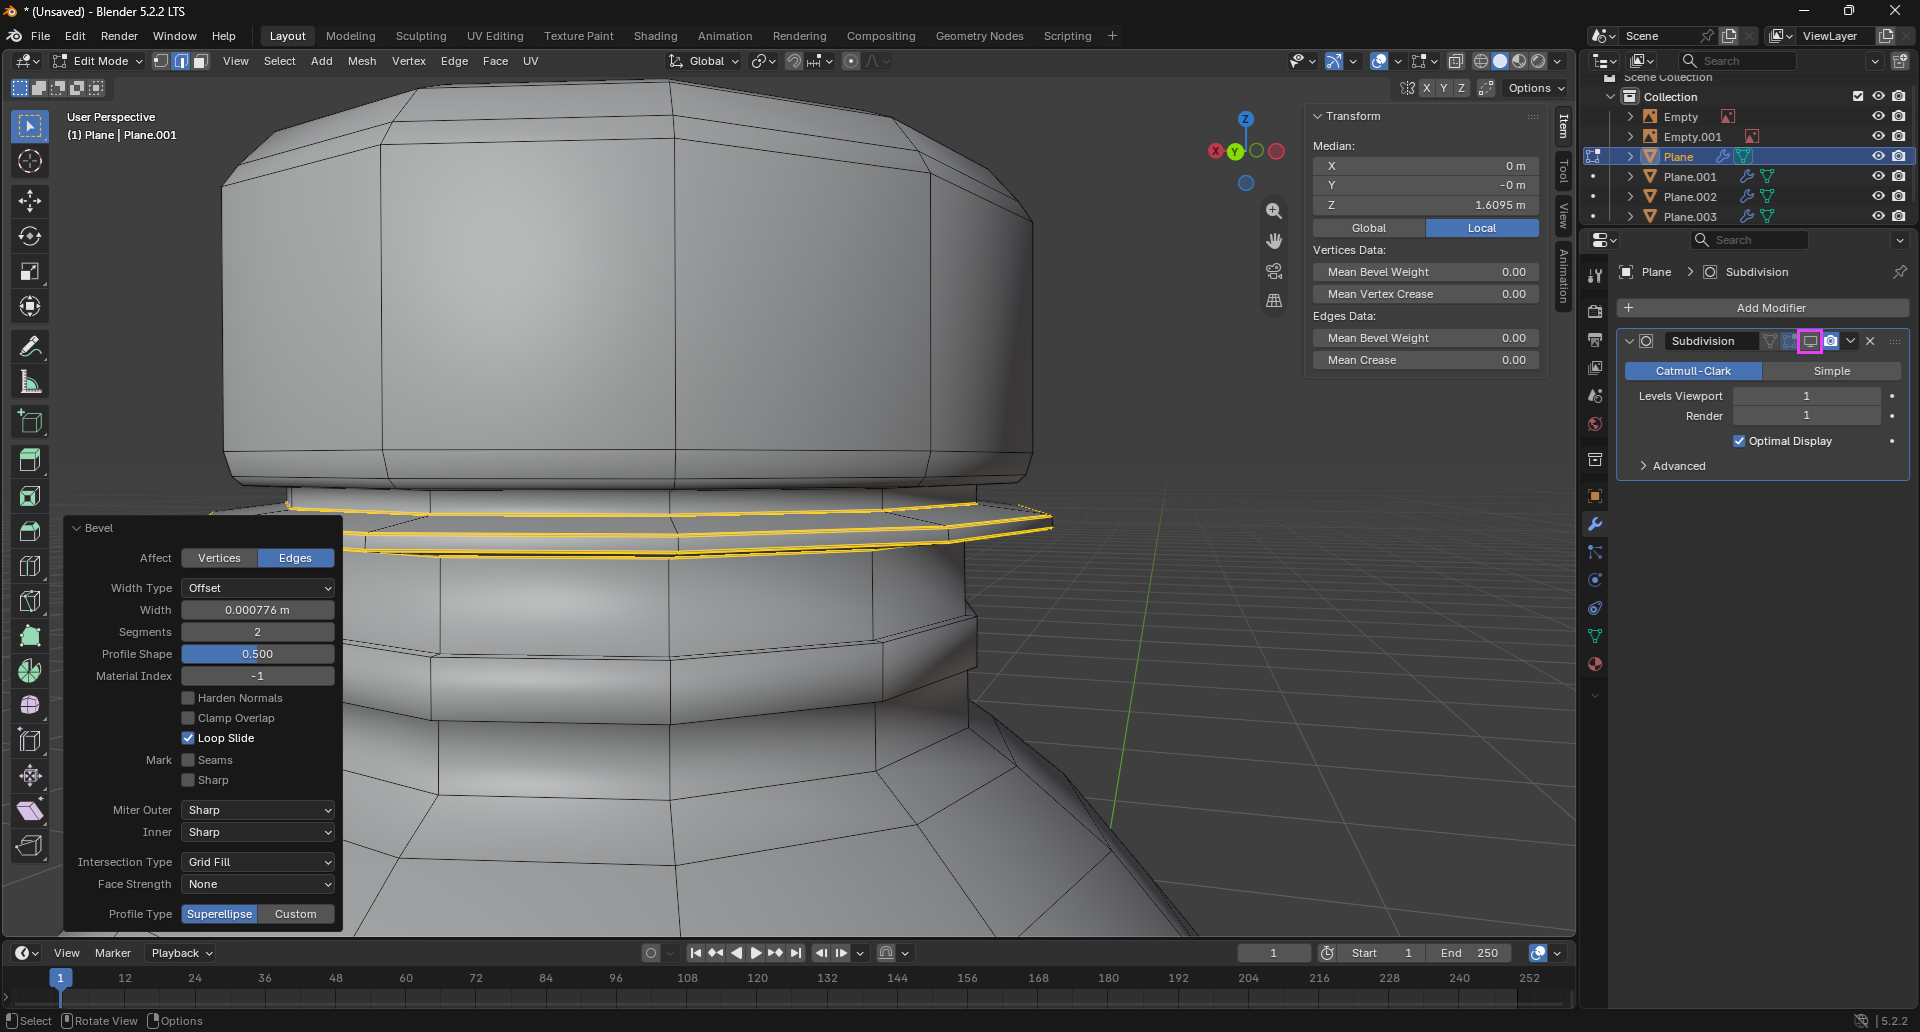 * (Unsaved) - Blender 5.2.2 LTS
File Edit Render Window Help Layout Modeling Sculpting UV Editing Texture Paint Shading Animation Rendering Compositing Geometry Nodes Scripting + Scene ViewLayer
Edit Mode View Select Add Mesh Vertex Edge Face UV Global Search
X Y Z Options
Scene Collection
Collection
Empty
Empty.001
Plane
Plane.001
Plane.002
Plane.003
User Perspective
(1) Plane | Plane.001
Z
X
Y
Transform
Median:
X 0 m
Y -0 m
Z 1.6095 m
Global Local
Vertices Data:
Mean Bevel Weight 0.00
Mean Vertex Crease 0.00
Edges Data:
Mean Bevel Weight 0.00
Mean Crease 0.00
Item
Tool
View
Animation
Search
Plane > Subdivision
+ Add Modifier
Subdivision
Catmull-Clark Simple
Levels Viewport 1
Render 1
Optimal Display
Advanced
Bevel
Affect Vertices Edges
Width Type Offset
Width 0.000776 m
Segments 2
Profile Shape 0.500
Material Index -1
Harden Normals
Clamp Overlap
Loop Slide
Mark Seams
Sharp
Miter Outer Sharp
Inner Sharp
Intersection Type Grid Fill
Face Strength None
Profile Type Superellipse Custom
View Marker Playback 1 Start 1 End 250
1 12 24 36 48 60 72 84 96 108 120 132 144 156 168 180 192 204 216 228 240 252
Select Rotate View Options 5.2.2